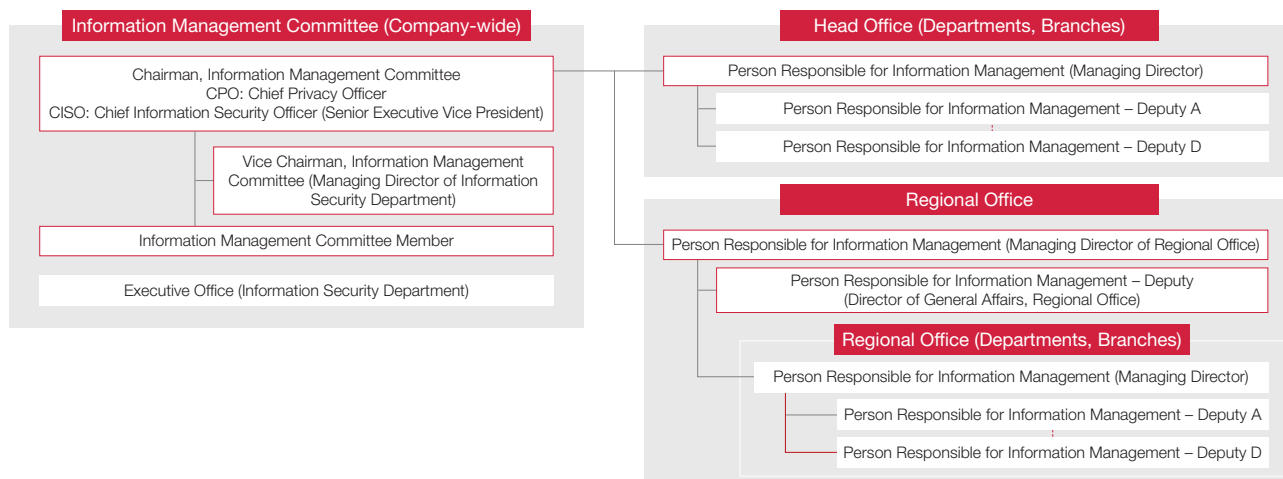 Information Management Committee (Company-wide)
Chairman, Information Management Committee
CPO: Chief Privacy Officer
CISO: Chief Information Security Officer (Senior Executive Vice President)
Vice Chairman, Information Management
Committee (Managing Director of Information
Security Department)
Information Management Committee Member
Executive Office (Information Security Department)
Head Office (Departments, Branches)
Person Responsible for Information Management (Managing Director)
Person Responsible for Information Management – Deputy A
Person Responsible for Information Management – Deputy D
Regional Office
Person Responsible for Information Management (Managing Director of Regional Office)
Person Responsible for Information Management – Deputy
(Director of General Affairs, Regional Office)
Regional Office (Departments, Branches)
Person Responsible for Information Management (Managing Director)
Person Responsible for Information Management – Deputy A
Person Responsible for Information Management – Deputy D